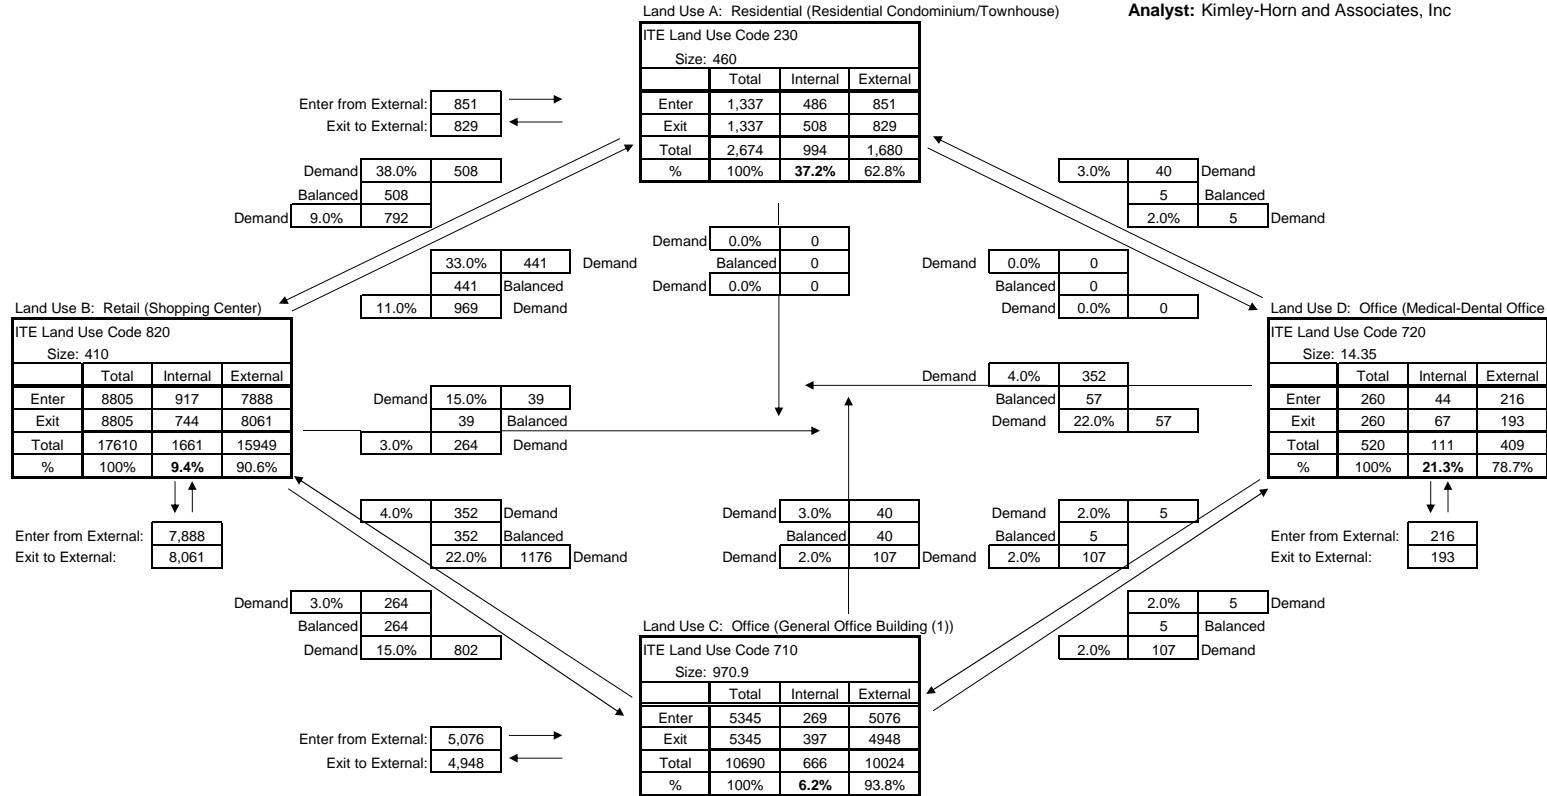 Land Use A: Residential (Residential Condominium/Townhouse)
Analyst: Kimley-Horn and Associates, Inc
ITE Land Use Code 230
Size: 460
Total Internal External
Enter 1,337 486 851
Exit 1,337 508 829
Total 2,674 994 1,680
% 100% 37.2% 62.8%
Enter from External: 851
Exit to External: 829
Demand 38.0% 508
Balanced 508
Demand 9.0% 792
3.0% 40 Demand
5 Balanced
2.0% 5 Demand
33.0% 441 Demand
441 Balanced
11.0% 969 Demand
Demand 0.0% 0
Balanced 0
Demand 0.0% 0
Demand 0.0% 0
Balanced 0
Demand 0.0% 0
Land Use B: Retail (Shopping Center)
ITE Land Use Code 820
Size: 410
Total Internal External
Enter 8805 917 7888
Exit 8805 744 8061
Total 17610 1661 15949
% 100% 9.4% 90.6%
Enter from External: 7,888
Exit to External: 8,061
Demand 15.0% 39
39 Balanced
3.0% 264 Demand
Demand 4.0% 352
Balanced 57
Demand 22.0% 57
Land Use D: Office (Medical-Dental Office
ITE Land Use Code 720
Size: 14.35
Total Internal External
Enter 260 44 216
Exit 260 67 193
Total 520 111 409
% 100% 21.3% 78.7%
Enter from External: 216
Exit to External: 193
4.0% 352 Demand
352 Balanced
22.0% 1176 Demand
Demand 3.0% 40
Balanced 40
Demand 2.0% 107
Demand 2.0% 5
Balanced 5
Demand 2.0% 107
Demand 3.0% 264
Balanced 264
Demand 15.0% 802
2.0% 5 Demand
5 Balanced
2.0% 107 Demand
Land Use C: Office (General Office Building (1))
ITE Land Use Code 710
Size: 970.9
Total Internal External
Enter 5345 269 5076
Exit 5345 397 4948
Total 10690 666 10024
% 100% 6.2% 93.8%
Enter from External: 5,076
Exit to External: 4,948